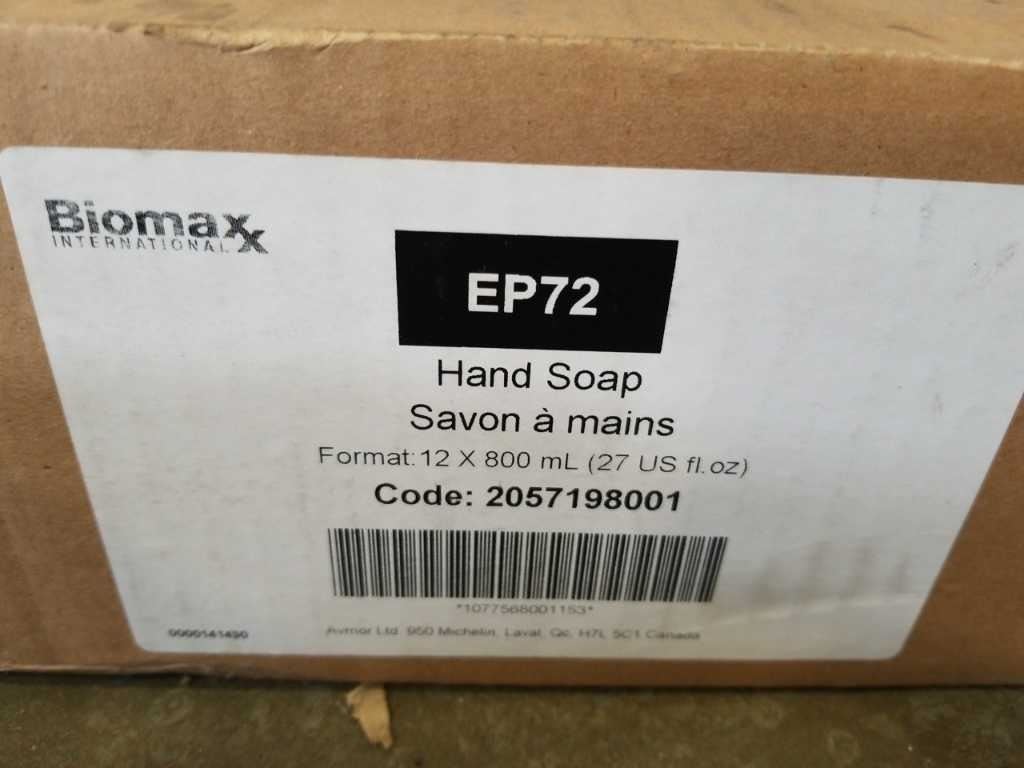 Biomaxx
INTERNATIONAL
EP72
Hand Soap
Savon à mains
Format: 12 X 800 mL (27 US fl.oz)
Code: 2057198001
*1077568001153*
0000141490
Avmor Ltd. 950 Michelin, Laval, Qc, H7L 5C1 Canada